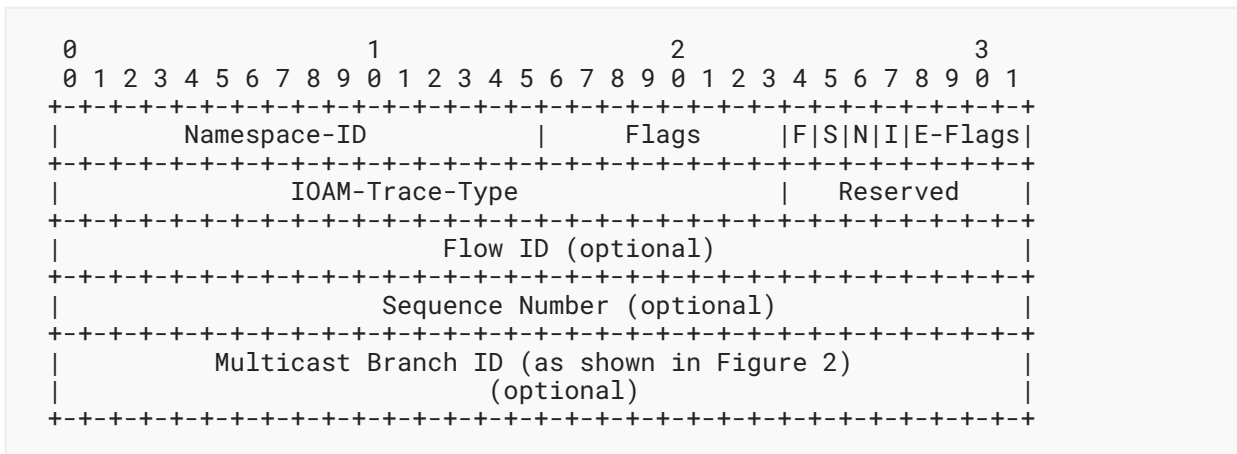 0                   1                   2                   3
 0 1 2 3 4 5 6 7 8 9 0 1 2 3 4 5 6 7 8 9 0 1 2 3 4 5 6 7 8 9 0 1
+-+-+-+-+-+-+-+-+-+-+-+-+-+-+-+-+-+-+-+-+-+-+-+-+-+-+-+-+-+-+-+-+
|        Namespace-ID           |     Flags     |F|S|N|I|E-Flags|
+-+-+-+-+-+-+-+-+-+-+-+-+-+-+-+-+-+-+-+-+-+-+-+-+-+-+-+-+-+-+-+-+
|               IOAM-Trace-Type                 |   Reserved    |
+-+-+-+-+-+-+-+-+-+-+-+-+-+-+-+-+-+-+-+-+-+-+-+-+-+-+-+-+-+-+-+-+
|                         Flow ID (optional)                    |
+-+-+-+-+-+-+-+-+-+-+-+-+-+-+-+-+-+-+-+-+-+-+-+-+-+-+-+-+-+-+-+-+
|                     Sequence Number (optional)                |
+-+-+-+-+-+-+-+-+-+-+-+-+-+-+-+-+-+-+-+-+-+-+-+-+-+-+-+-+-+-+-+-+
|          Multicast Branch ID (as shown in Figure 2)           |
|                            (optional)                         |
+-+-+-+-+-+-+-+-+-+-+-+-+-+-+-+-+-+-+-+-+-+-+-+-+-+-+-+-+-+-+-+-+